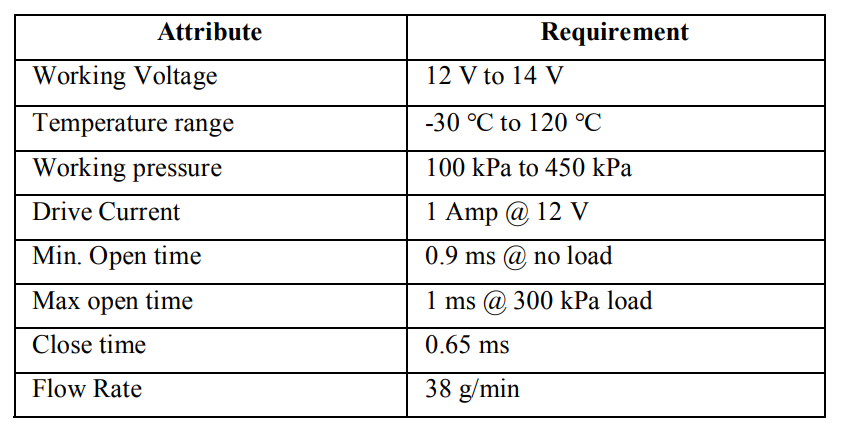 Attribute Requirement
Working Voltage 12 V to 14 V
Temperature range -30 ℃ to 120 ℃
Working pressure 100 kPa to 450 kPa
Drive Current 1 Amp @ 12 V
Min. Open time 0.9 ms @ no load
Max open time 1 ms @ 300 kPa load
Close time 0.65 ms
Flow Rate 38 g/min